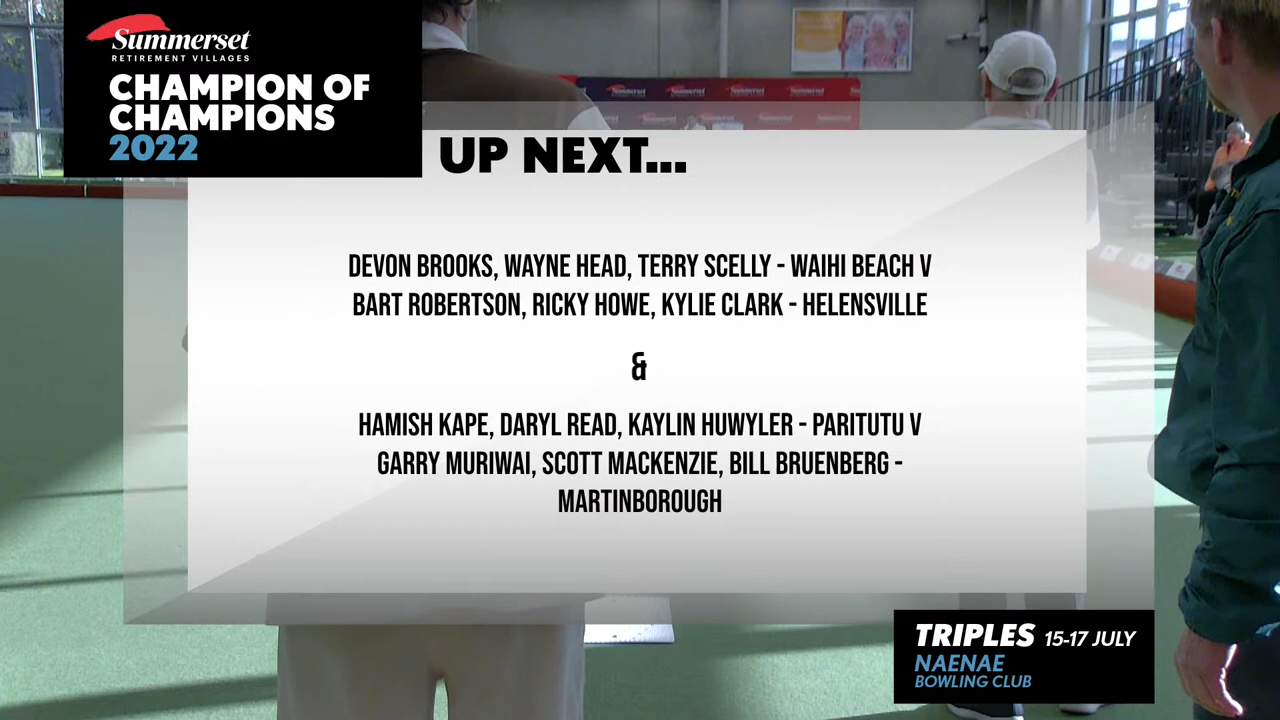 Summerset
RETIREMENT VILLAGES
CHAMPION OF
CHAMPIONS
2022
UP NEXT...
DEVON BROOKS, WAYNE HEAD, TERRY SCELLY - WAIHI BEACH V
BART ROBERTSON, RICKY HOWE, KYLIE CLARK - HELENSVILLE
&
HAMISH KAPE, DARYL READ, KAYLIN HUWYLER - PARITUTU V
GARRY MURIWAI, SCOTT MACKENZIE, BILL BRUENBERG -
MARTINBOROUGH
TRIPLES 15-17 JULY
NAENAE
BOWLING CLUB